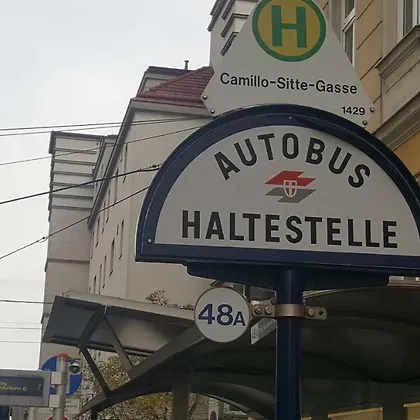 H
Camillo-Sitte-Gasse
1429
AUTOBUS
HALTESTELLE
48A